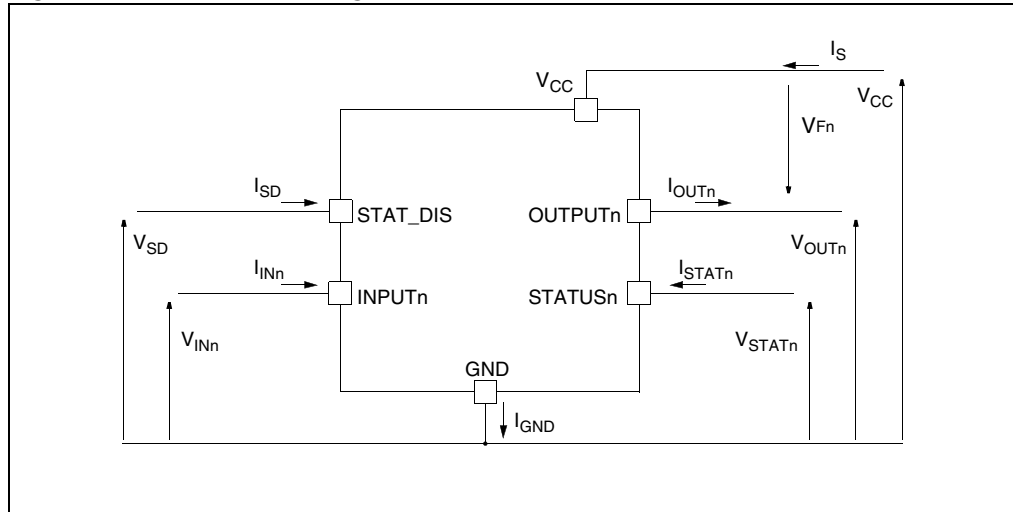 I_S
V_CC
V_CC
V_Fn
I_SD
I_OUTn
STAT_DIS
OUTPUTn
V_SD
V_OUTn
I_INn
I_STATn
INPUTn
STATUSn
V_INn
V_STATn
GND
I_GND